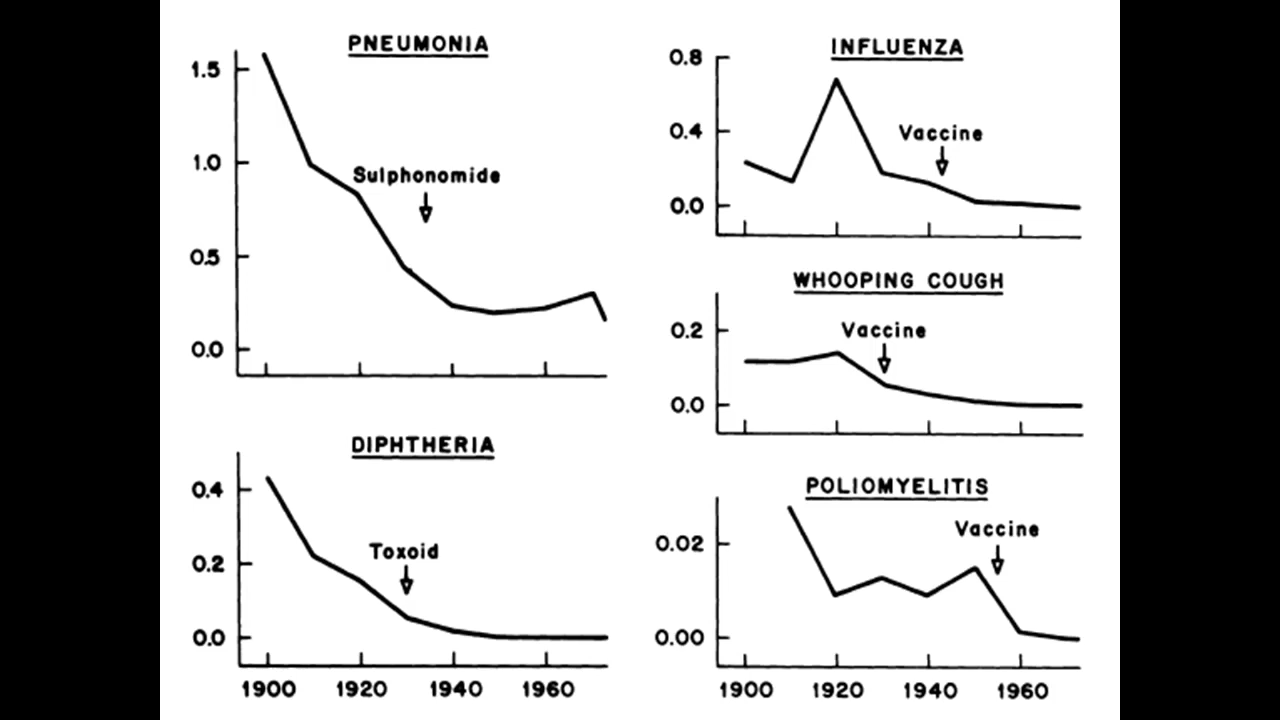 PNEUMONIA
1.5
1.0
0.5
0.0
Sulphonomide
DIPHTHERIA
0.4
0.2
0.0
Toxoid
1900 1920 1940 1960
INFLUENZA
0.8
0.4
0.0
Vaccine
WHOOPING COUGH
0.2
0.0
Vaccine
POLIOMYELITIS
0.02
0.00
Vaccine
1900 1920 1940 1960